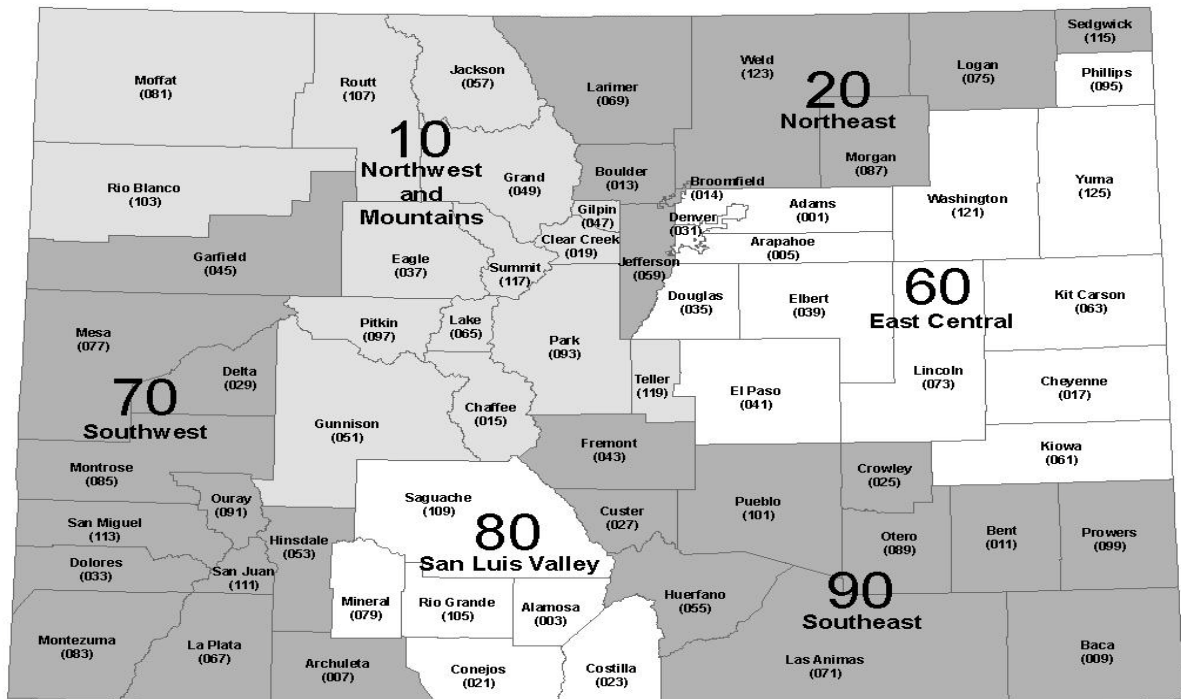 Moffat
(081)
Routt
(107)
Jackson
(057)
Larimer
(069)
Weld
(123)
Logan
(075)
Sedgwick
(115)
Phillips
(095)
20
Northeast
10
Northwest
and
Mountains
Rio Blanco
(103)
Grand
(049)
Boulder
(013)
Morgan
(087)
Broomfield
(014)
Washington
(121)
Yuma
(125)
Gilpin
(047)
Denver
(031)
Adams
(001)
Clear Creek
(019)
Arapahoe
(005)
Garfield
(045)
Eagle
(037)
Summit
(117)
Jefferson
(059)
Douglas
(035)
Elbert
(039)
60
East Central
Kit Carson
(063)
Mesa
(077)
Pitkin
(097)
Lake
(065)
Park
(093)
Delta
(029)
Teller
(119)
El Paso
(041)
Lincoln
(073)
Cheyenne
(017)
70
Southwest
Gunnison
(051)
Chaffee
(015)
Fremont
(043)
Kiowa
(061)
Montrose
(085)
Crowley
(025)
Ouray
(091)
Saguache
(109)
Custer
(027)
Pueblo
(101)
San Miguel
(113)
Hinsdale
(053)
80
San Luis Valley
Otero
(089)
Bent
(011)
Prowers
(099)
Dolores
(033)
San Juan
(111)
Mineral
(079)
Rio Grande
(105)
Alamosa
(003)
Huerfano
(055)
90
Southeast
Montezuma
(083)
La Plata
(067)
Archuleta
(007)
Conejos
(021)
Costilla
(023)
Las Animas
(071)
Baca
(009)